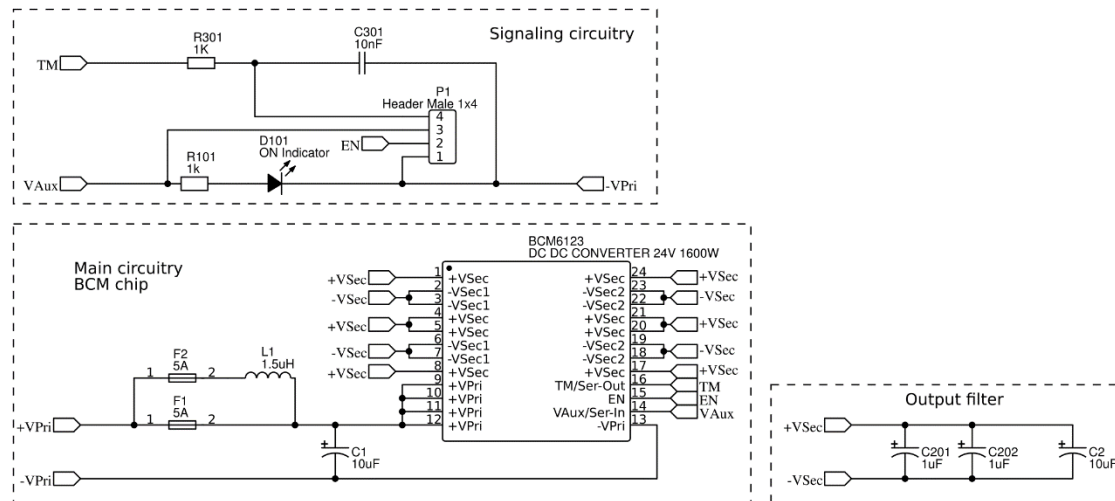 Signaling circuitry
R301
1K
C301
10nF
TM
P1
Header Male 1x4
4
3
2
1
EN
D101
ON Indicator
R101
1k
VAux
-VPri
Main circuitry
BCM chip
BCM6123
DC DC CONVERTER 24V 1600W
+VSec 1 +VSec +VSec 24 +VSec
2 -VSec1 -VSec2 23
-VSec 3 -VSec1 -VSec2 22 -VSec
4 +VSec +VSec 21
+VSec 5 +VSec +VSec 20 +VSec
6 -VSec1 -VSec2 19
-VSec 7 -VSec1 -VSec2 18 -VSec
+VSec 8 +VSec +VSec 17 +VSec
9 +VPri TM/Ser-Out 16 TM
10 +VPri EN 15 EN
11 +VPri VAux/Ser-In 14 VAux
12 +VPri -VPri 13
F2
5A
1 2
L1
1.5uH
F1
5A
1 2
+VPri
C1
10uF
-VPri
Output filter
+VSec
C201
1uF
C202
1uF
C2
10uF
-VSec